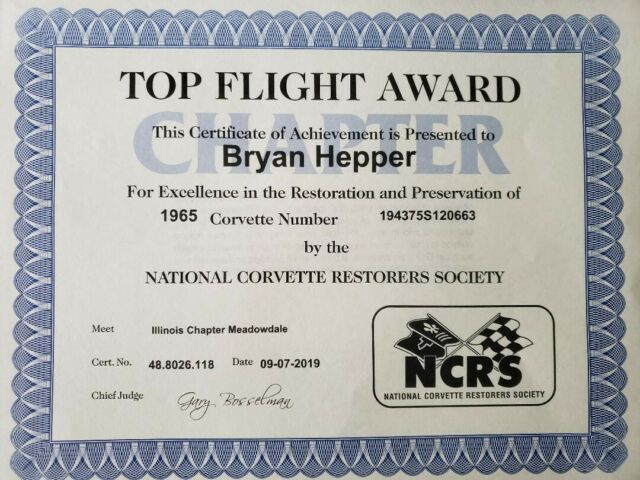 TOP FLIGHT AWARD
CHAPTER
This Certificate of Achievement is Presented to
Bryan Hepper
For Excellence in the Restoration and Preservation of
1965 Corvette Number 194375S120663
by the
NATIONAL CORVETTE RESTORERS SOCIETY
Meet Illinois Chapter Meadowdale
Cert. No. 48.8026.118 Date 09-07-2019
Chief Judge Gary Bosselman
NCRS
NATIONAL CORVETTE RESTORERS SOCIETY